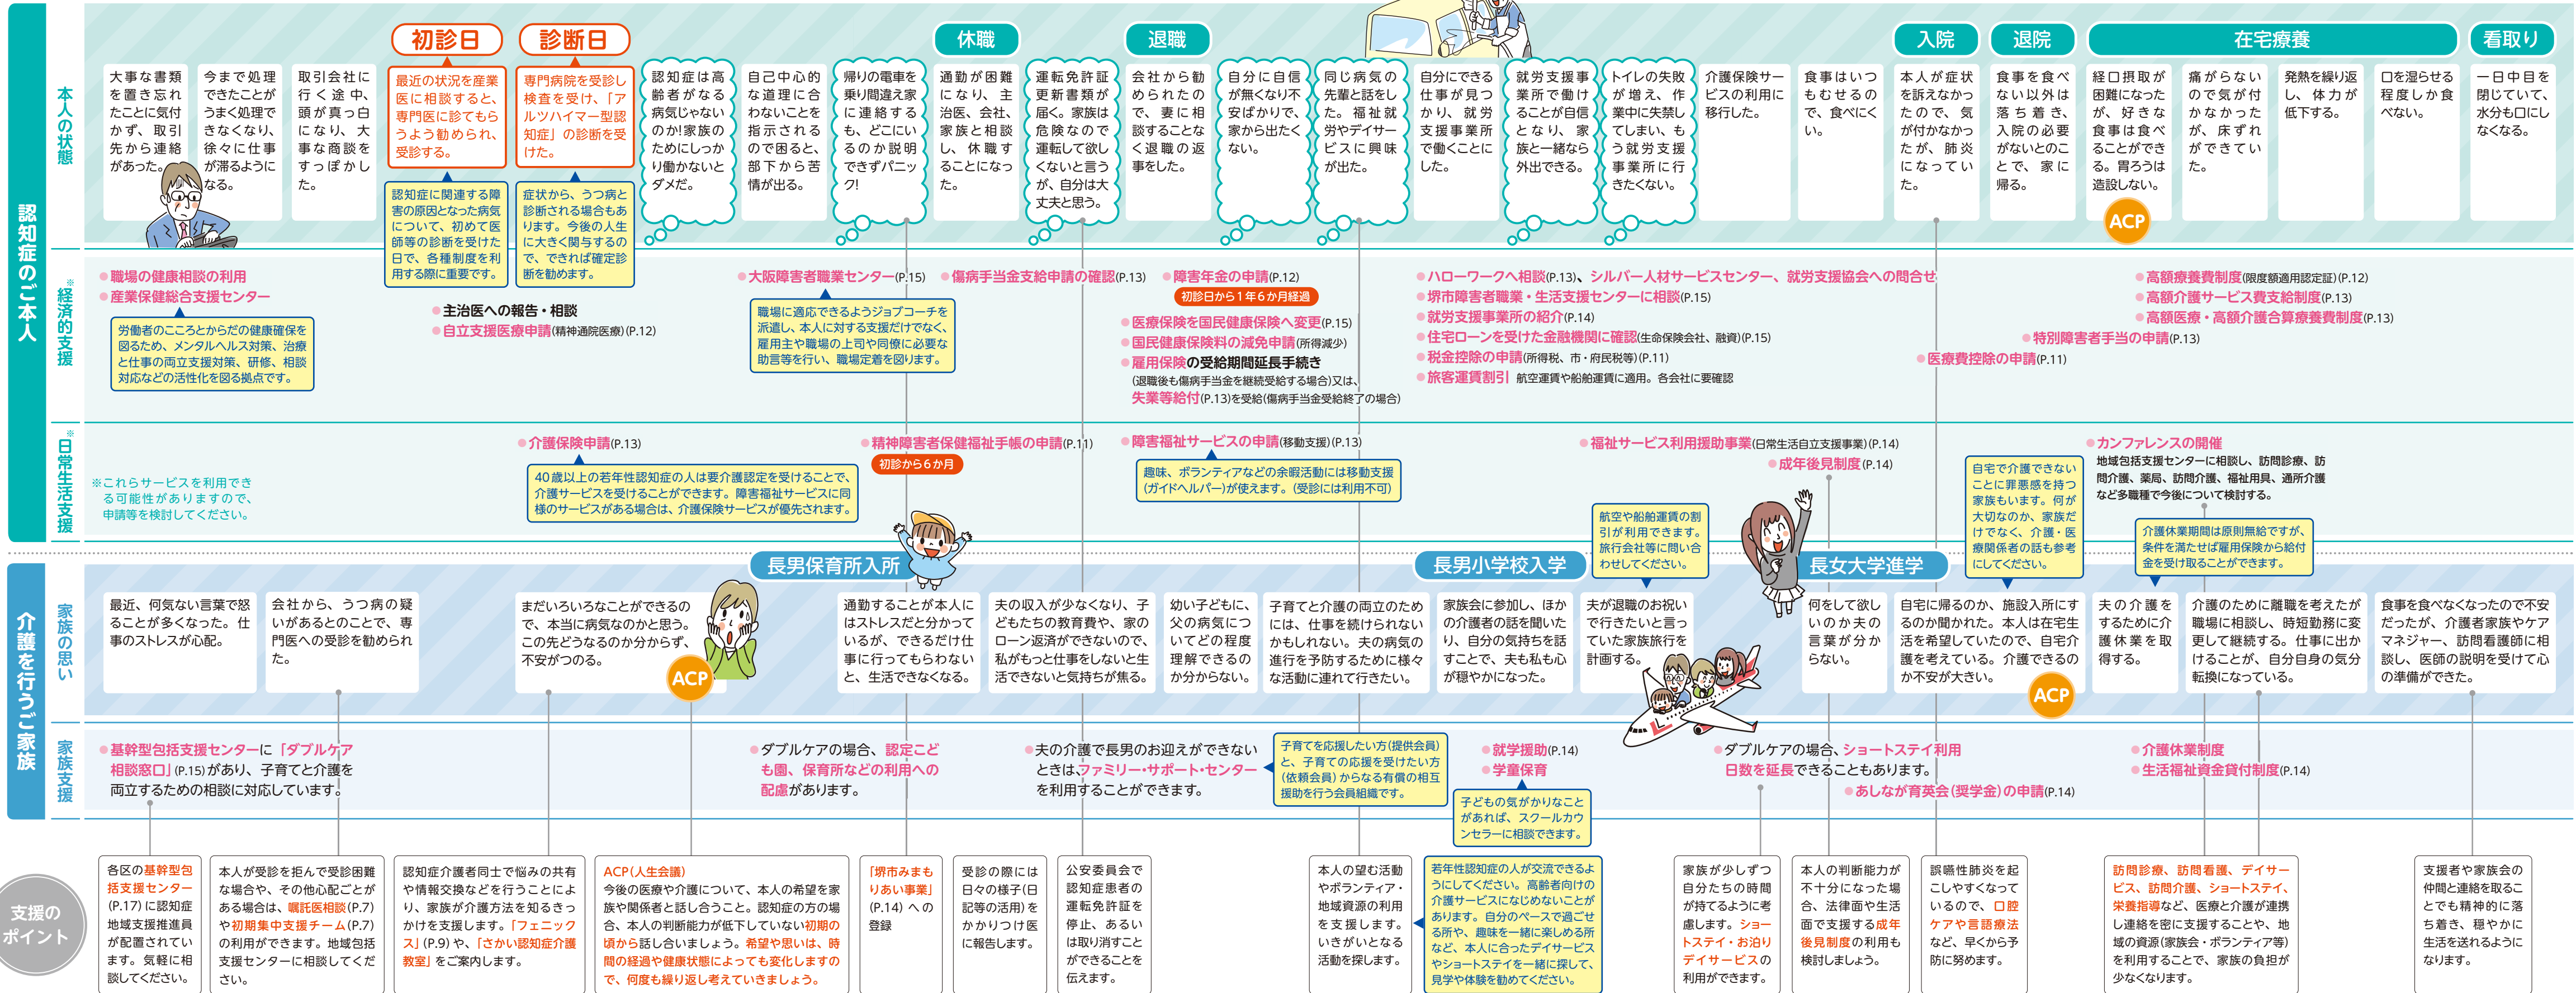 認知症のご本人
本人の状態
初診日
診断日
休職
退職
入院
退院
在宅療養
看取り
大事な書類
を置き忘れ
たことに気付
かず、取引
先から連絡
があった。
今まで処理
できたことが
うまく処理で
きなくなり、
徐々に仕事
が滞るように
なる。
取引会社に
行く途中、
頭が真っ白
になり、大
事な商談を
すっぽかし
た。
最近の状況を産業
医に相談すると、
専門医に診てもら
うよう勧められ、
受診する。
認知症に関連する障
害の原因となった病気
について、初めて医
師等の診断を受けた
日で、各種制度を利
用する際に重要です。
専門病院を受診し
検査を受け、「ア
ルツハイマー型認
知症」の診断を受
けた。
症状から、うつ病と
診断される場合もあ
ります。今後の人生
に大きく関与するの
で、できれば確定診
断を勧めます。
認知症は高
齢者がなる
病気じゃない
のか!家族の
ためにしっか
り働かないと
ダメだ。
自己中心的
な道理に合
わないことを
指示される
ので困ると、
部下から苦
情が出る。
帰りの電車を
乗り間違え家
に連絡する
も、どこにい
るのか説明
できずパニッ
ク!
通勤が困難
になり、主
治医、会社、
家族と相談
し、休職す
ることになっ
た。
運転免許証
更新書類が
届く。家族は
危険なので
運転して欲し
くないと言う
が、自分は大
丈夫と思う。
会社から勧
められたの
で、妻に相
談することな
く退職の返
事をした。
自分に自信
が無くなり不
安ばかりで、
家から出たく
ない。
同じ病気の
先輩と話をし
た。福祉就
労やデイサー
ビスに興味
が出た。
自分にできる
仕事が見つ
かり、就労
支援事業所
で働くことに
した。
就労支援事
業所で働け
ることが自信
となり、家
族と一緒なら
外出できる。
トイレの失敗
が増え、作
業中に失禁し
てしまい、も
う就労支援
事業所に行
きたくない。
介護保険サー
ビスの利用に
移行した。
食事はいつ
もむせるの
で、食べにく
い。
本人が症状
を訴えなかっ
たので、気
が付かなかっ
たが、肺炎
になってい
た。
食事を食べ
ない以外は
落ち着き、
入院の必要
がないとのこ
とで、家に
帰る。
経口摂取が
困難になった
が、好きな
食事は食べ
ることができ
る。胃ろうは
造設しない。
ACP
痛がらない
ので気が付
かなかった
が、床ずれ
ができてい
た。
発熱を繰り返
し、体力が
低下する。
口を湿らせる
程度しか食
べない。
一日中目を
閉じていて、
水分も口にし
なくなる。
※
経済的支援
●職場の健康相談の利用
●産業保健総合支援センター
労働者のこころとからだの健康確保を
図るため、メンタルヘルス対策、治療
と仕事の両立支援対策、研修、相談
対応などの活性化を図る拠点です。
●主治医への報告・相談
●自立支援医療申請(精神通院医療)(P.12)
●大阪障害者職業センター(P.15)
職場に適応できるようジョブコーチを
派遣し、本人に対する支援だけでなく、
雇用主や職場の上司や同僚に必要な
助言等を行い、職場定着を図ります。
●傷病手当金支給申請の確認(P.13)
●障害年金の申請(P.12)
初診日から1年6か月経過
●医療保険を国民健康保険へ変更(P.15)
●国民健康保険料の減免申請(所得減少)
●雇用保険の受給期間延長手続き
(退職後も傷病手当金を継続受給する場合)又は、
失業等給付(P.13)を受給(傷病手当金受給終了の場合)
●ハローワークへ相談(P.13)、シルバー人材サービスセンター、就労支援協会への問合せ
●堺市障害者職業・生活支援センターに相談(P.15)
●就労支援事業所の紹介(P.14)
●住宅ローンを受けた金融機関に確認(生命保険会社、融資)(P.15)
●税金控除の申請(所得税、市・府民税等)(P.11)
●旅客運賃割引 航空運賃や船舶運賃に適用。各会社に要確認
●高額療養費制度(限度額適用認定証)(P.12)
●高額介護サービス費支給制度(P.13)
●高額医療・高額介護合算療養費制度(P.13)
●特別障害者手当の申請(P.13)
●医療費控除の申請(P.11)
※
日常生活支援
※これらサービスを利用でき
る可能性がありますので、
申請等を検討してください。
●介護保険申請(P.13)
40歳以上の若年性認知症の人は要介護認定を受けることで、
介護サービスを受けることができます。障害福祉サービスに同
様のサービスがある場合は、介護保険サービスが優先されます。
●精神障害者保健福祉手帳の申請(P.11)
初診から6か月
●障害福祉サービスの申請(移動支援)(P.13)
趣味、ボランティアなどの余暇活動には移動支援
(ガイドヘルパー)が使えます。(受診には利用不可)
●福祉サービス利用援助事業(日常生活自立支援事業)(P.14)
●成年後見制度(P.14)
●カンファレンスの開催
地域包括支援センターに相談し、訪問診療、訪
問介護、薬局、訪問介護、福祉用具、通所介護
など多職種で今後について検討する。
介護を行うご家族
家族の思い
長男保育所入所
長男小学校入学
長女大学進学
航空や船舶運賃の割
引が利用できます。
旅行会社等に問い合
わせしてください。
自宅で介護できない
ことに罪悪感を持つ
家族もいます。何が
大切なのか、家族だ
けでなく、介護・医
療関係者の話も参考
にしてください。
介護休業期間は原則無給ですが、
条件を満たせば雇用保険から給付
金を受け取ることができます。
最近、何気ない言葉で怒
ることが多くなった。仕
事のストレスが心配。
会社から、うつ病の疑
いがあるとのことで、専
門医への受診を勧められ
た。
まだいろいろなことができるの
で、本当に病気なのかと思う。
この先どうなるのか分からず、
不安がつのる。
ACP
通勤することが本人に
はストレスだと分かって
いるが、できるだけ仕
事に行ってもらわない
と、生活できなくなる。
夫の収入が少なくなり、子
どもたちの教育費や、家の
ローン返済ができないので、
私がもっと仕事をしないと生
活できないと気持ちが焦る。
幼い子どもに、
父の病気につ
いてどの程度
理解できるの
か分からない。
子育てと介護の両立のため
には、仕事を続けられない
かもしれない。夫の病気の
進行を予防するために様々
な活動に連れて行きたい。
家族会に参加し、ほか
の介護者の話を聞いた
り、自分の気持ちを話
すことで、夫も私も心
が穏やかになった。
夫が退職のお祝い
で行きたいと言っ
ていた家族旅行を
計画する。
何をして欲し
いのか夫の
言葉が分か
らない。
自宅に帰るのか、施設入所にす
るのか聞かれた。本人は在宅生
活を希望していたので、自宅介
護を考えている。介護できるの
か不安が大きい。
ACP
夫の介護を
するために介
護休業を取
得する。
介護のために離職を考えたが
職場に相談し、時短勤務に変
更して継続する。仕事に出か
けることが、自分自身の気分
転換になっている。
食事を食べなくなったので不安
だったが、介護者家族やケア
マネジャー、訪問看護師に相
談し、医師の説明を受けて心
の準備ができた。
家族支援
●基幹型包括支援センターに「ダブルケア
相談窓口」(P.15)があり、子育てと介護を
両立するための相談に対応しています。
●ダブルケアの場合、認定こど
も園、保育所などの利用への
配慮があります。
●夫の介護で長男のお迎えができない
ときは、ファミリー・サポート・センター
を利用することができます。
子育てを応援したい方(提供会員)
と、子育ての応援を受けたい方
(依頼会員)からなる有償の相互
援助を行う会員組織です。
●就学援助(P.14)
●学童保育
子どもの気がかりなこと
があれば、スクールカウ
ンセラーに相談できます。
●ダブルケアの場合、ショートステイ利用
日数を延長できることもあります。
●あしなが育英会(奨学金)の申請(P.14)
●介護休業制度
●生活福祉資金貸付制度(P.14)
支援の
ポイント
各区の基幹型包
括支援センター
(P.17)に認知症
地域支援推進員
が配置されてい
ます。気軽に相
談してください。
本人が受診を拒んで受診困難
な場合や、その他心配ごとが
ある場合は、嘱託医相談(P.7)
や初期集中支援チーム(P.7)
の利用ができます。地域包括
支援センターに相談してくだ
さい。
認知症介護者同士で悩みの共有
や情報交換などを行うことによ
り、家族が介護方法を知るきっ
かけを支援します。「フェニック
ス」(P.9)や、「さかい認知症介護
教室」をご案内します。
ACP(人生会議)
今後の医療や介護について、本人の希望を家
族や関係者と話し合うこと。認知症の方の場
合、本人の判断能力が低下していない初期の
頃から話し合いましょう。希望や思いは、時
間の経過や健康状態によっても変化しますの
で、何度も繰り返し考えていきましょう。
「堺市みまも
りあい事業」
(P.14)への
登録
受診の際には
日々の様子(日
記等の活用)を
かかりつけ医
に報告します。
公安委員会で
認知症患者の
運転免許証を
停止、あるい
は取り消すこと
ができることを
伝えます。
本人の望む活動
やボランティア・
地域資源の利用
を支援します。
いきがいとなる
活動を探します。
若年性認知症の人が交流できるよ
うにしてください。高齢者向けの
介護サービスになじめないことが
あります。自分のペースで過ごせ
る所や、趣味を一緒に楽しめる所
など、本人に合ったデイサービス
やショートステイを一緒に探して、
見学や体験を勧めてください。
家族が少しずつ
自分たちの時間
が持てるように考
慮します。ショー
トステイ・お泊り
デイサービスの
利用ができます。
本人の判断能力が
不十分になった場
合、法律面や生活
面で支援する成年
後見制度の利用も
検討しましょう。
誤嚥性肺炎を起
こしやすくなって
いるので、口腔
ケアや言語療法
など、早くから予
防に努めます。
訪問診療、訪問看護、デイサー
ビス、訪問介護、ショートステイ、
栄養指導など、医療と介護が連携
し連絡を密に支援することや、地
域の資源(家族会・ボランティア等)
を利用することで、家族の負担が
少なくなります。
支援者や家族会の
仲間と連絡を取るこ
とでも精神的に落
ち着き、穏やかに
生活を送れるように
なります。